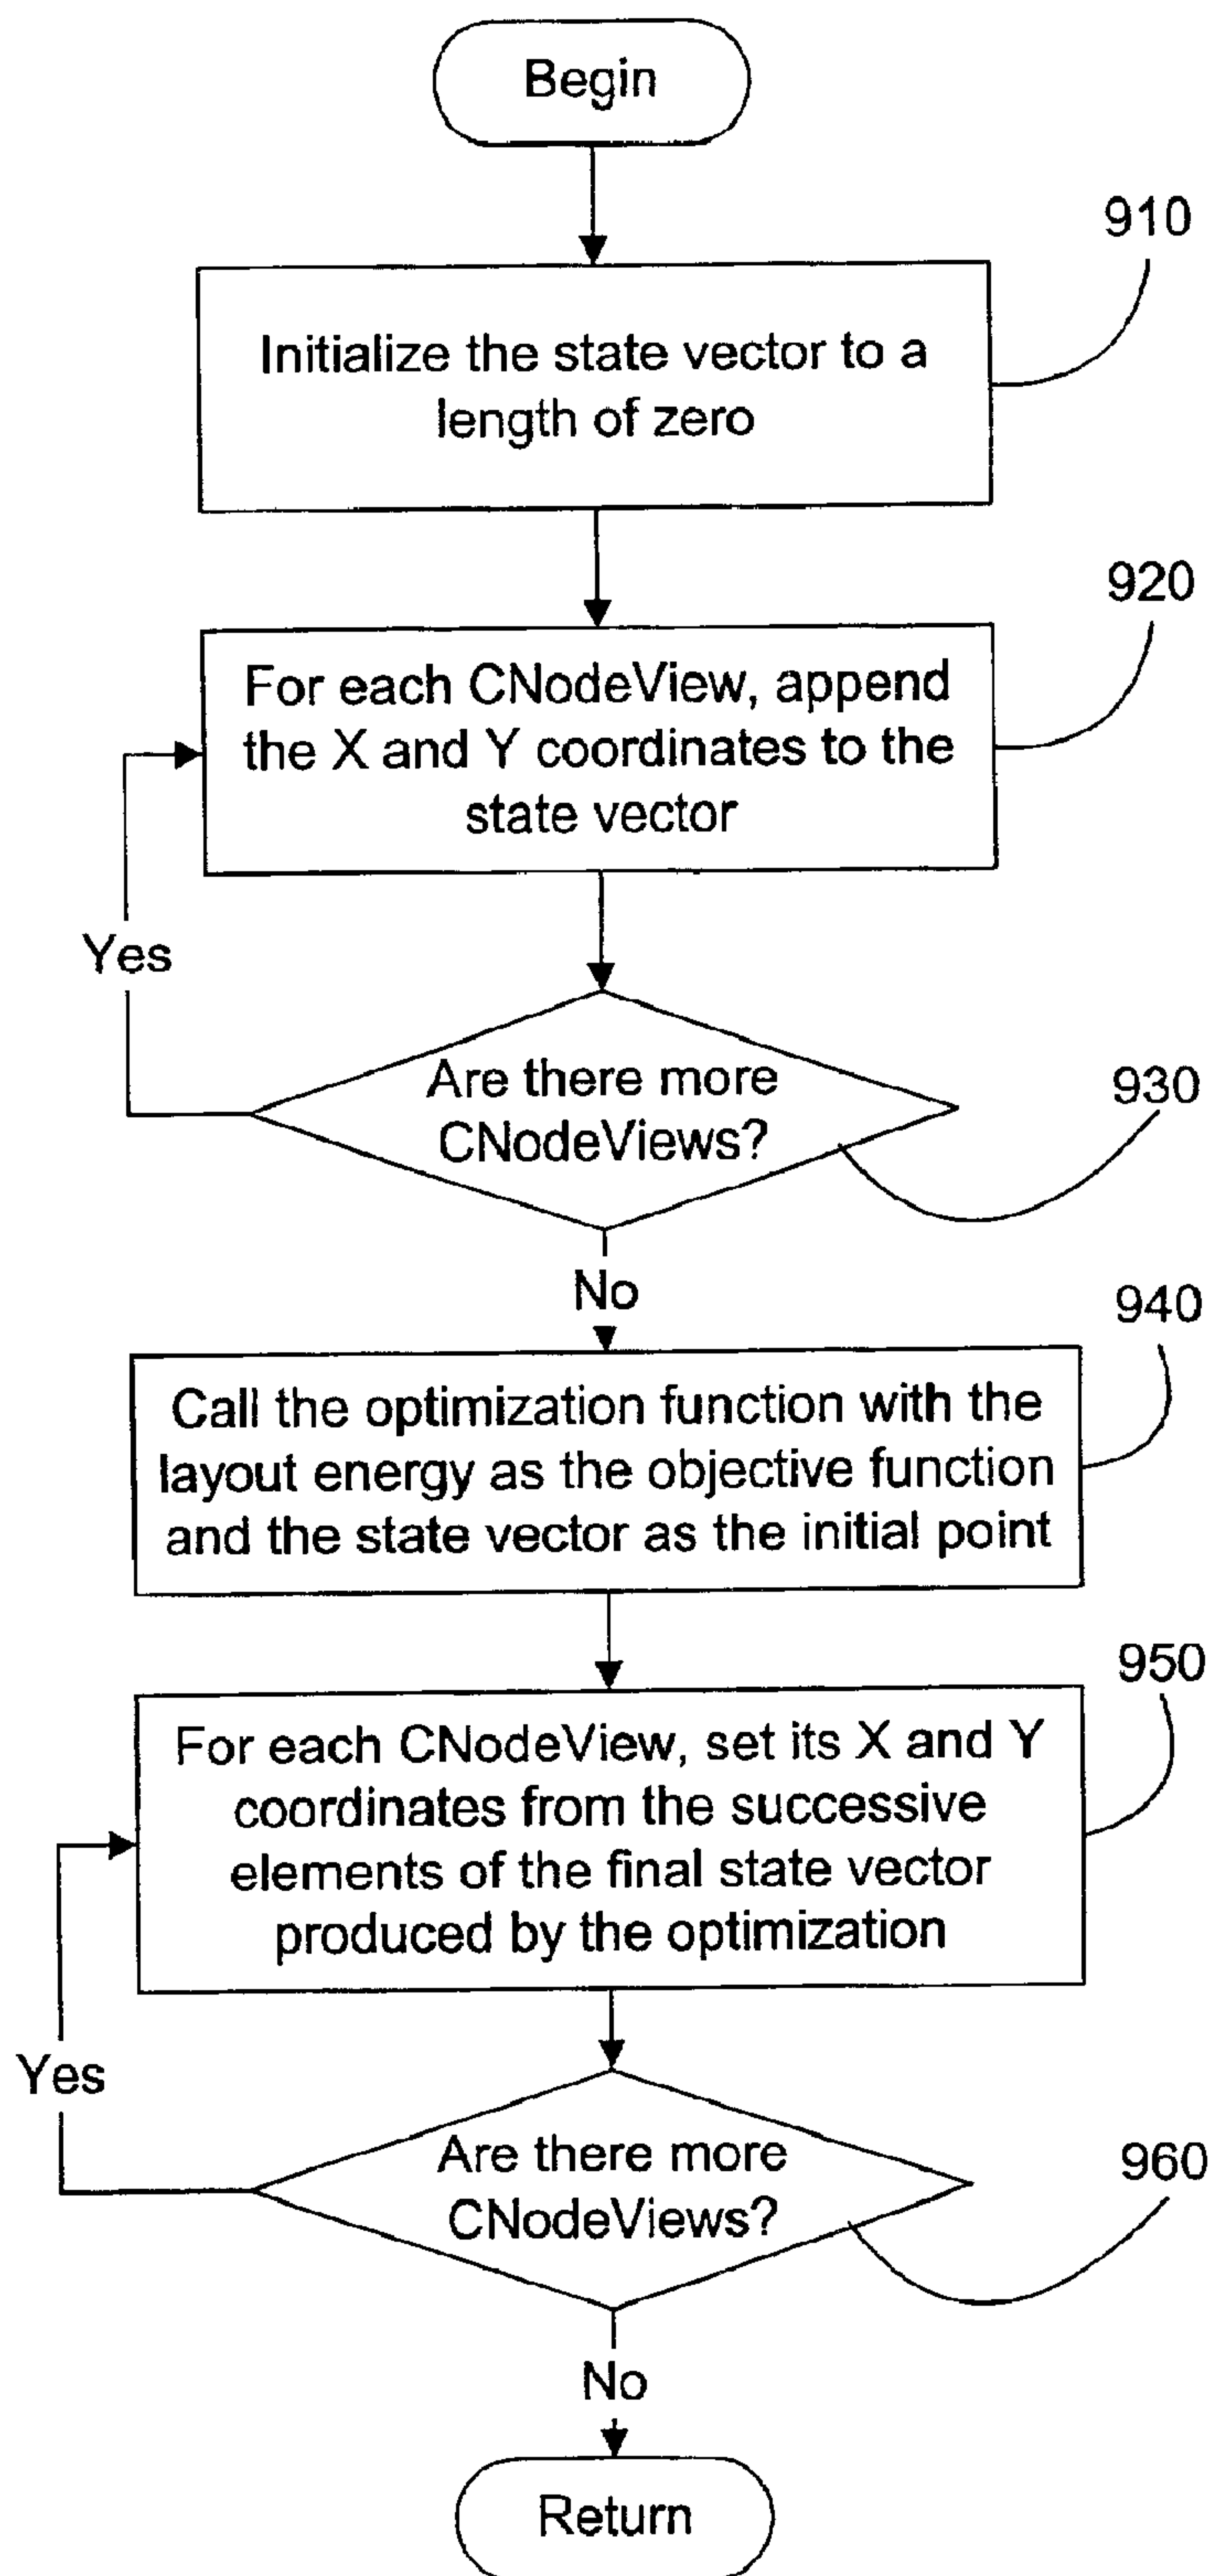 Begin
910
Initialize the state vector to a
length of zero
920
For each CNodeView, append
the X and Y coordinates to the
state vector
Yes
Are there more
CNodeViews?
930
No
940
Call the optimization function with the
layout energy as the objective function
and the state vector as the initial point
950
For each CNodeView, set its X and Y
coordinates from the successive
elements of the final state vector
produced by the optimization
Yes
Are there more
CNodeViews?
960
No
Return